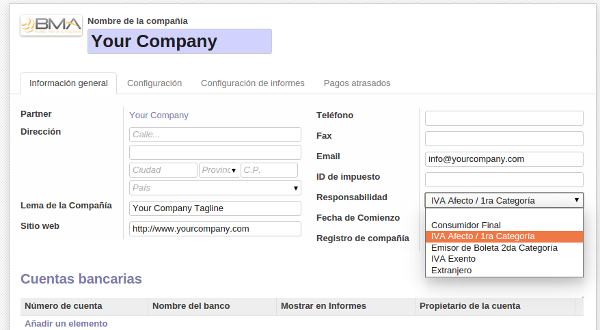 BMA
Nombre de la compañía
Your Company
Información general Configuración Configuración de informes Pagos atrasados
Partner Your Company
Dirección Calle...
Ciudad Provinc C.P.
País
Lema de la Compañía Your Company Tagline
Sitio web http://www.yourcompany.com
Teléfono
Fax
Email info@yourcompany.com
ID de impuesto
Responsabilidad IVA Afecto / 1ra Categoría
Fecha de Comienzo
Registro de compañía
Consumidor Final
IVA Afecto / 1ra Categoría
Emisor de Boleta 2da Categoría
IVA Exento
Extranjero
Cuentas bancarias
Número de cuenta Nombre del banco Mostrar en Informes Propietario de la cuenta
Añadir un elemento